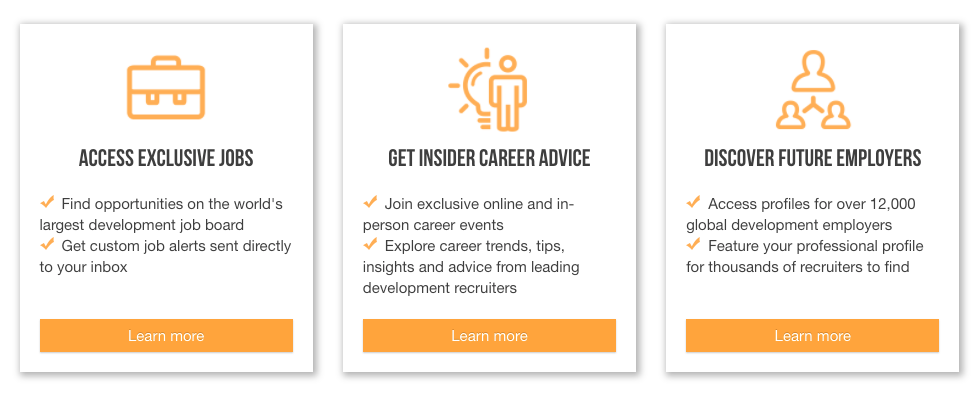 ACCESS EXCLUSIVE JOBS
Find opportunities on the world's
largest development job board
Get custom job alerts sent directly
to your inbox
Learn more
GET INSIDER CAREER ADVICE
Join exclusive online and in-
person career events
Explore career trends, tips,
insights and advice from leading
development recruiters
Learn more
DISCOVER FUTURE EMPLOYERS
Access profiles for over 12,000
global development employers
Feature your professional profile
for thousands of recruiters to find
Learn more